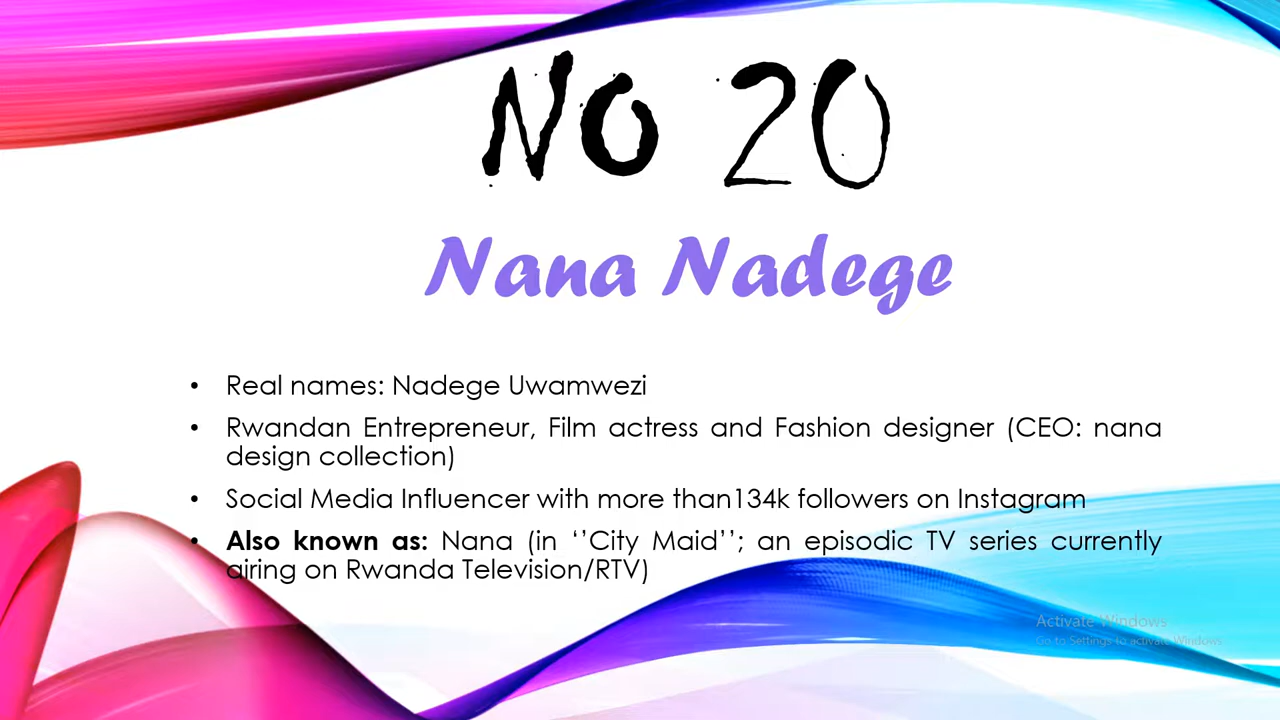 No 20
Nana Nadege
• Real names: Nadege Uwamwezi
• Rwandan Entrepreneur, Film actress and Fashion designer (CEO: nana
design collection)
• Social Media Influencer with more than134k followers on Instagram
• Also known as: Nana (in ‘’City Maid’’; an episodic TV series currently
airing on Rwanda Television/RTV)
Activate Windows
Go to Settings to activate Windows.